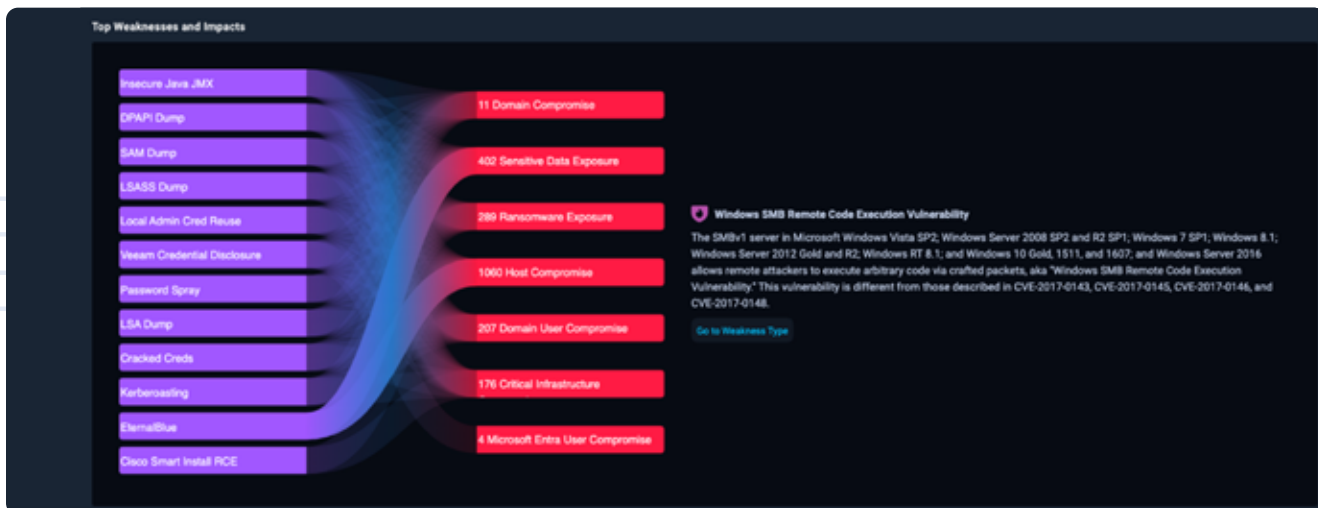 Top Weaknesses and Impacts
Insecure Java JMX
DPAPI Dump
SAM Dump
LSASS Dump
Local Admin Cred Reuse
Veeam Credential Disclosure
Password Spray
LSA Dump
Cracked Creds
Kerberoasting
EternalBlue
Cisco Smart Install RCE
11 Domain Compromise
402 Sensitive Data Exposure
289 Ransomware Exposure
1060 Host Compromise
207 Domain User Compromise
176 Critical Infrastructure
4 Microsoft Entra User Compromise
Windows SMB Remote Code Execution Vulnerability
The SMBv1 server in Microsoft Windows Vista SP2; Windows Server 2008 SP2 and R2 SP1; Windows 7 SP1; Windows 8.1;
Windows Server 2012 Gold and R2; Windows RT 8.1; and Windows 10 Gold, 1511, and 1607; and Windows Server 2016
allows remote attackers to execute arbitrary code via crafted packets, aka "Windows SMB Remote Code Execution
Vulnerability." This vulnerability is different from those described in CVE-2017-0143, CVE-2017-0145, CVE-2017-0146, and
CVE-2017-0148.
Go to Weakness Type